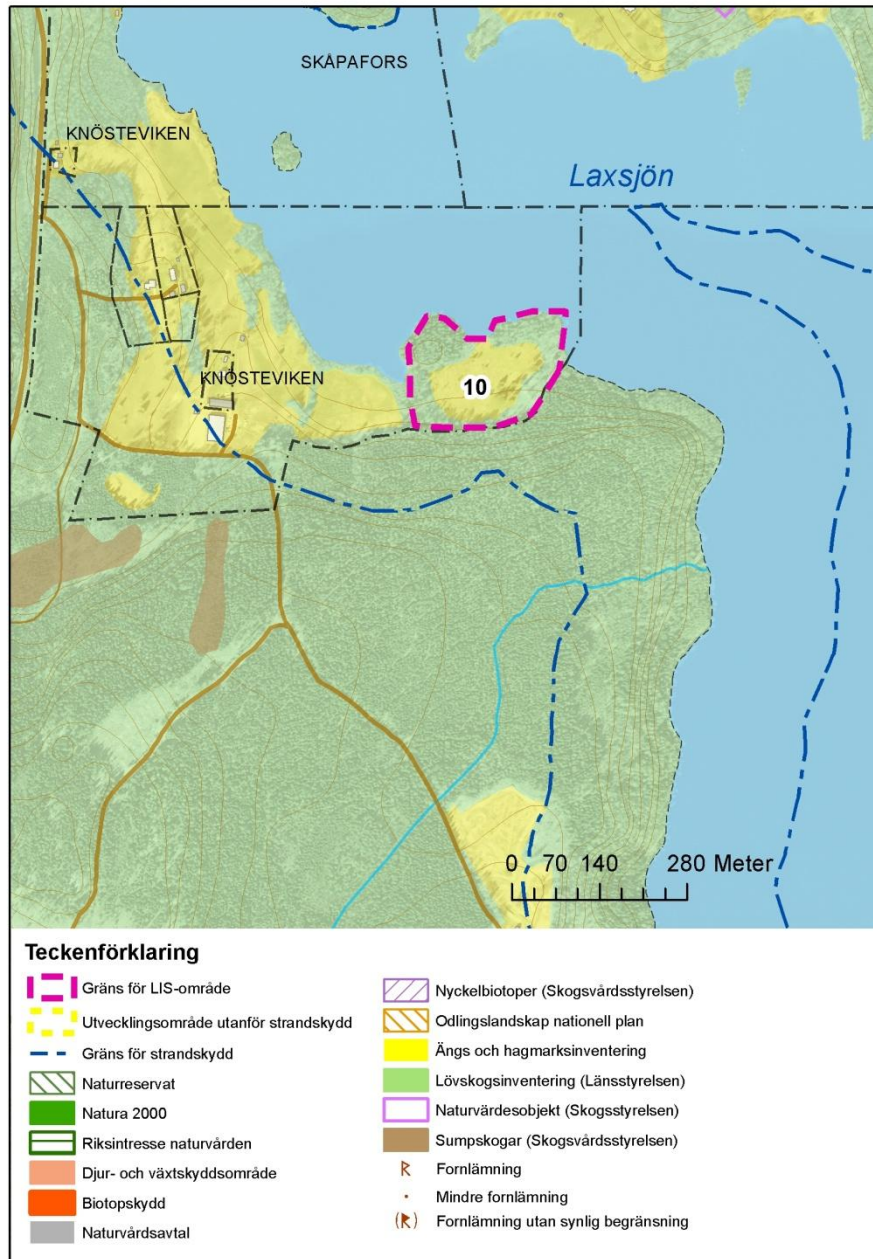 SKÅPAFORS
KNÖSTEVIKEN
Laxsjön
KNÖSTEVIKEN
10
0 70 140 280 Meter
Teckenförklaring
Gräns för LIS-område
Utvecklingsområde utanför strandskydd
Gräns för strandskydd
Naturreservat
Natura 2000
Riksintresse naturvården
Djur- och växtskyddsområde
Biotopskydd
Naturvårdsavtal
Nyckelbiotoper (Skogsvårdsstyrelsen)
Odlingslandskap nationell plan
Ängs och hagmarksinventering
Lövskogsinventering (Länsstyrelsen)
Naturvärdesobjekt (Skogsstyrelsen)
Sumpskogar (Skogsvårdsstyrelsen)
R Fornlämning
Mindre fornlämning
(R) Fornlämning utan synlig begränsning